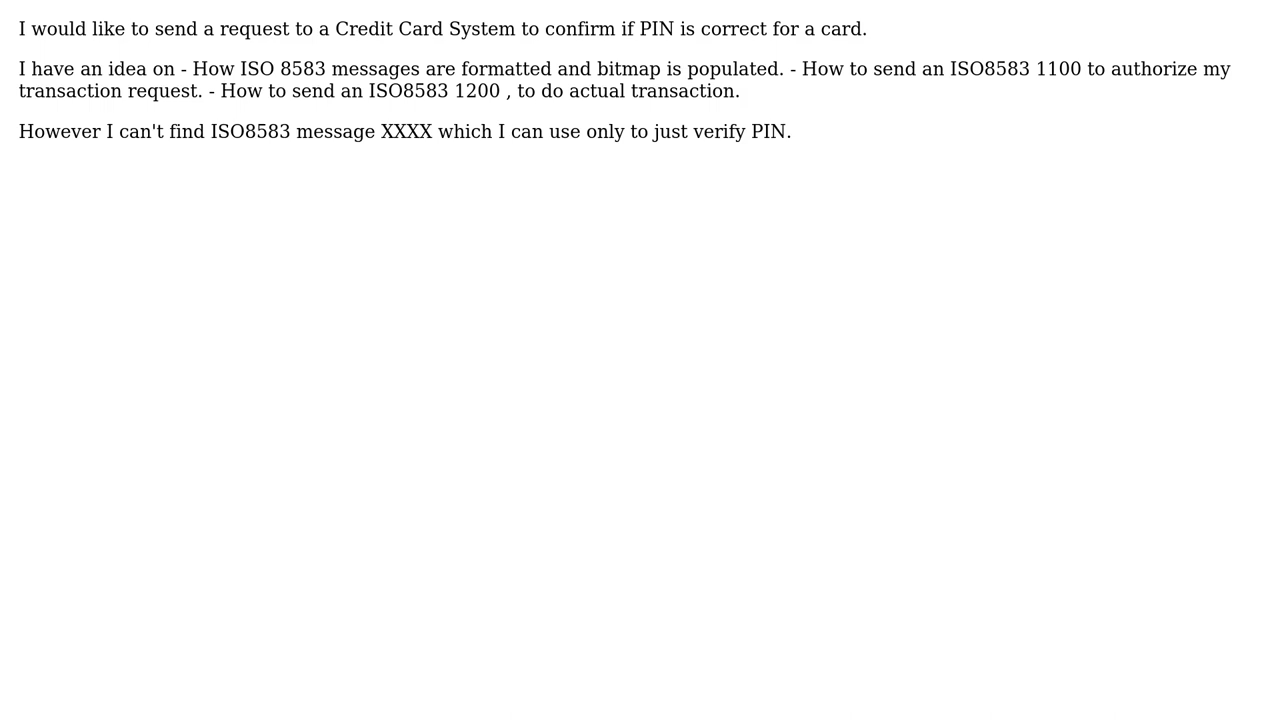 I would like to send a request to a Credit Card System to confirm if PIN is correct for a card.
I have an idea on - How ISO 8583 messages are formatted and bitmap is populated. - How to send an ISO8583 1100 to authorize my
transaction request. - How to send an ISO8583 1200 , to do actual transaction.
However I can't find ISO8583 message XXXX which I can use only to just verify PIN.